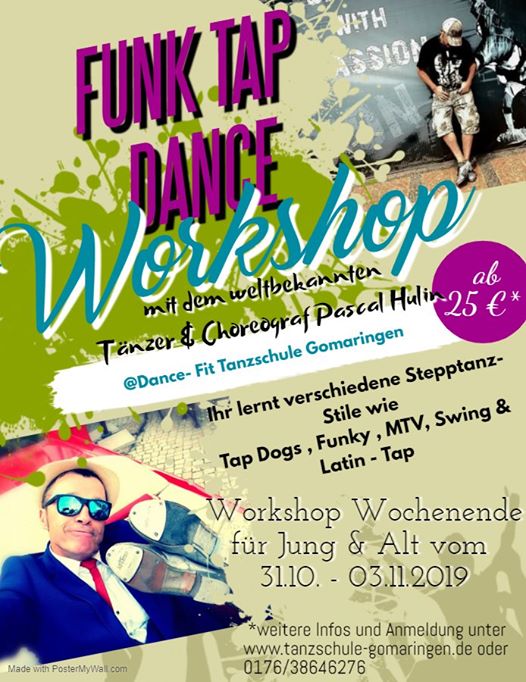 WITH
FUNK TAP
DANCE
Workshop
mit dem weltbekannten
Tänzer & Choreograf Pascal Hulin
ab
25 €*
@Dance- Fit Tanzschule Gomaringen
Ihr lernt verschiedene Stepptanz-
Stile wie
Tap Dogs , Funky , MTV, Swing &
Latin - Tap
Workshop Wochenende
für Jung & Alt vom
31.10. - 03.11.2019
*weitere Infos und Anmeldung unter
www.tanzschule-gomaringen.de oder
0176/38646276
Made with PosterMyWall.com